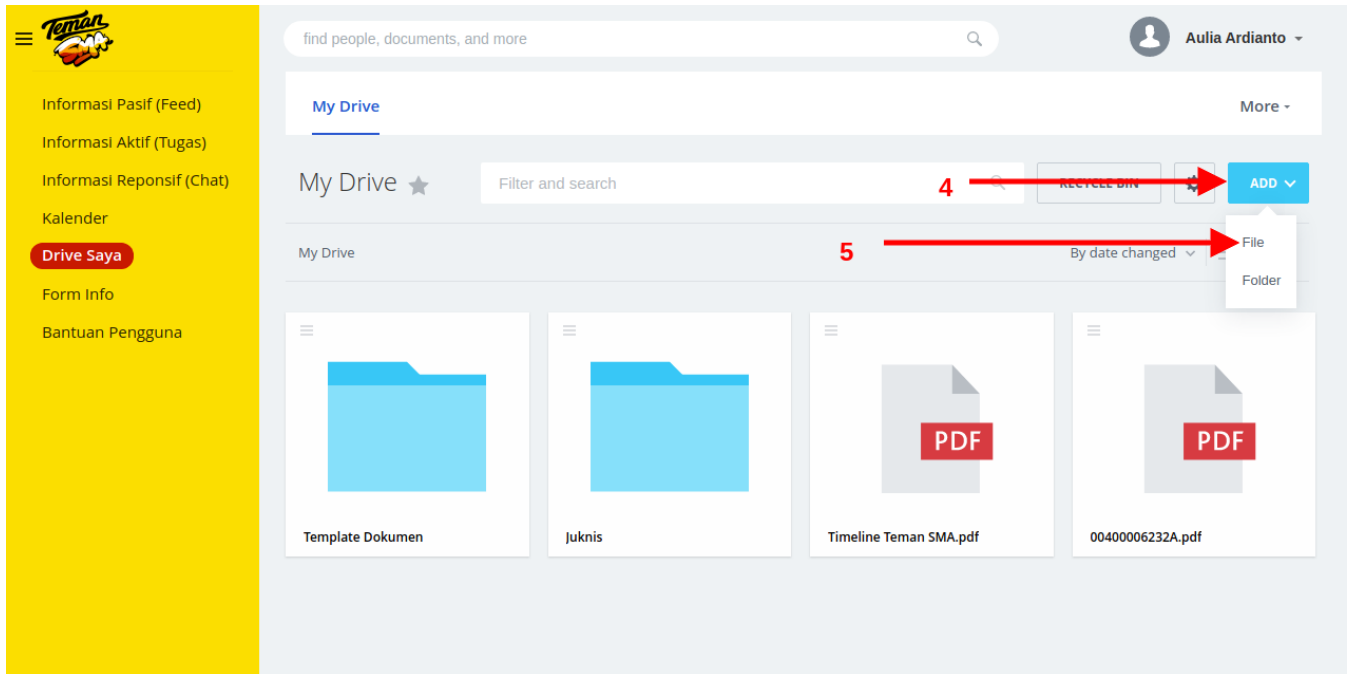 Teman
SMA
find people, documents, and more
Aulia Ardianto
Informasi Pasif (Feed)
Informasi Aktif (Tugas)
Informasi Reponsif (Chat)
Kalender
Drive Saya
Form Info
Bantuan Pengguna
My Drive
More
My Drive
Filter and search
4
RECYCLE BIN
ADD
My Drive
5
By date changed
File
Folder
Template Dokumen
Juknis
PDF
Timeline Teman SMA.pdf
PDF
00400006232A.pdf